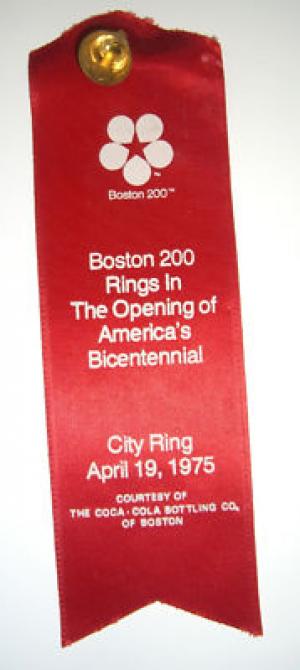 ™
Boston 200™
Boston 200
Rings In
The Opening of
America's
Bicentennial
City Ring
April 19, 1975
COURTESY OF
THE COCA-COLA BOTTLING CO.
OF BOSTON